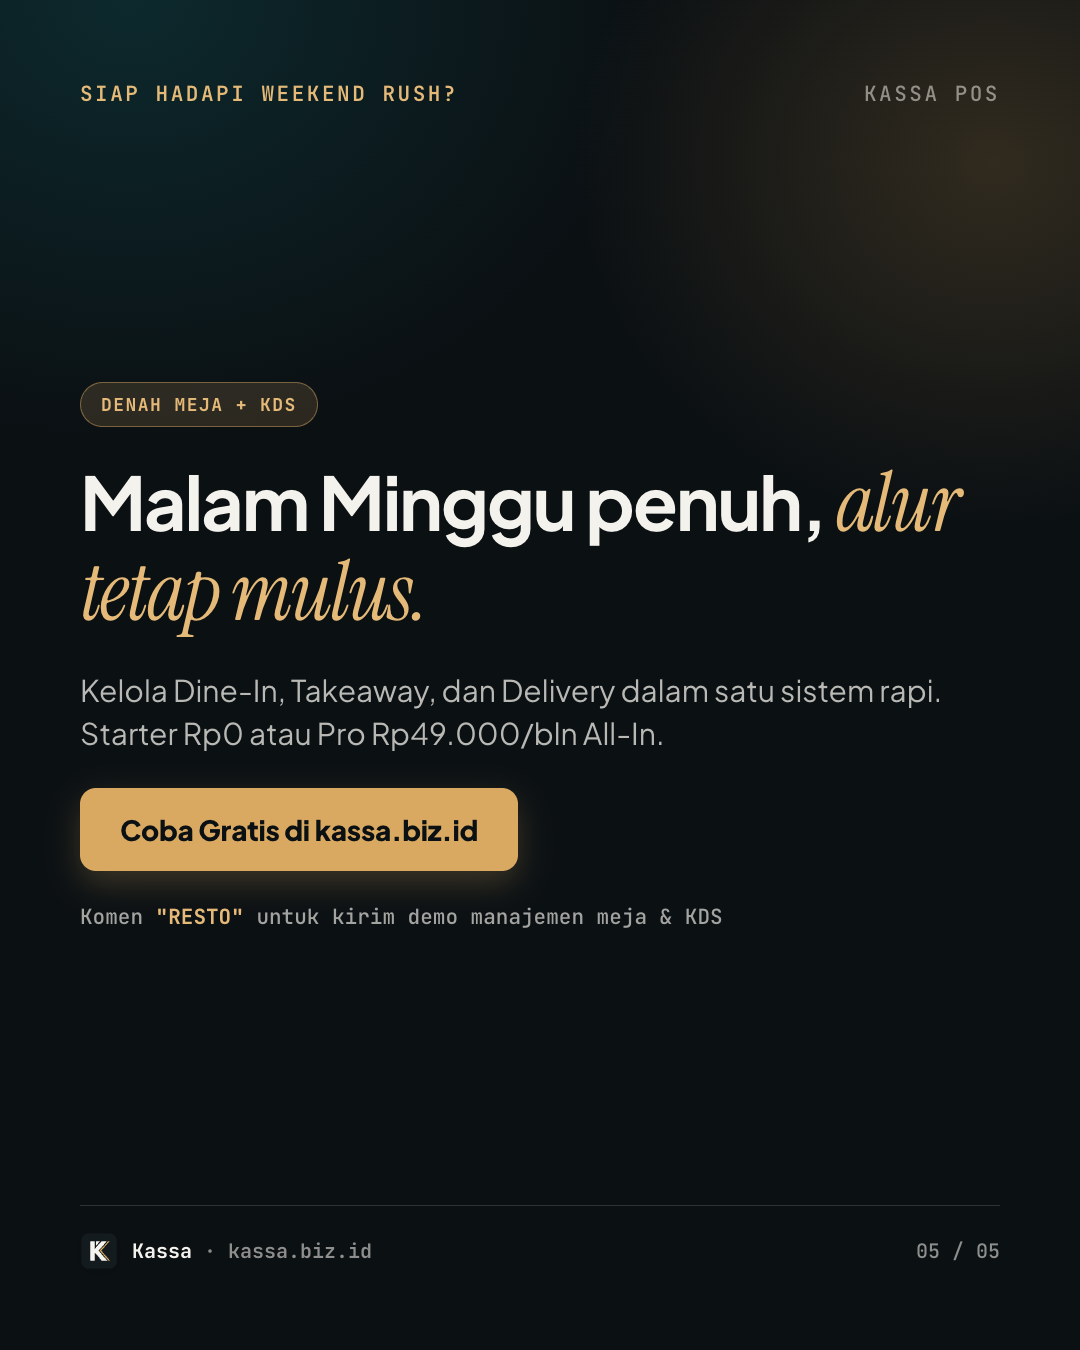 SIAP HADAPI WEEKEND RUSH?
KASSA POS
DENAH MEJA + KDS
Malam Minggu penuh, alur
tetap mulus.
Kelola Dine-In, Takeaway, dan Delivery dalam satu sistem rapi.
Starter Rp0 atau Pro Rp49.000/bln All-In.
Coba Gratis di kassa.biz.id
Komen "RESTO" untuk kirim demo manajemen meja & KDS
K
Kassa · kassa.biz.id
05 / 05